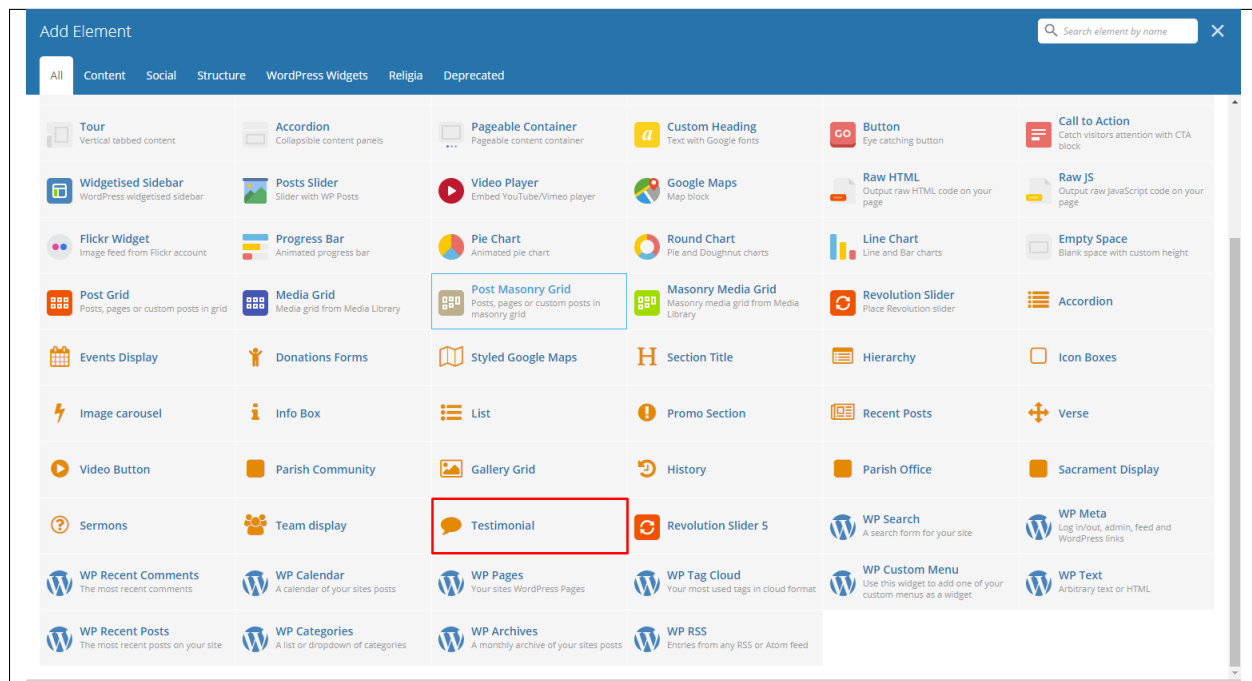 Add Element
Search element by name
All Content Social Structure WordPress Widgets Religia Deprecated
Tour
Vertical tabbed content
Accordion
Collapsible content panels
Pageable Container
Pageable content container
Custom Heading
Text with Google fonts
GO
Button
Eye catching button
Call to Action
Catch visitors attention with CTA
block
Widgetised Sidebar
WordPress widgetised sidebar
Posts Slider
Slider with WP Posts
Video Player
Embed YouTube/Vimeo player
Google Maps
Map block
Raw HTML
Output raw HTML code on your
page
Raw JS
Output raw JavaScript code on your
page
Flickr Widget
Image feed from Flickr account
Progress Bar
Animated progress bar
Pie Chart
Animated pie chart
Round Chart
Pie and Doughnut charts
Line Chart
Line and Bar charts
Empty Space
Blank space with custom height
Post Grid
Posts, pages or custom posts in grid
Media Grid
Media grid from Media Library
Post Masonry Grid
Posts, pages or custom posts in
masonry grid
Masonry Media Grid
Masonry media grid from Media
Library
Revolution Slider
Place Revolution slider
Accordion
Events Display
Donations Forms
Styled Google Maps
H Section Title
Hierarchy
Icon Boxes
Image carousel
Info Box
List
Promo Section
Recent Posts
Verse
Video Button
Parish Community
Gallery Grid
History
Parish Office
Sacrament Display
Sermons
Team display
Testimonial
Revolution Slider 5
WP Search
A search form for your site
WP Meta
Log in/out, admin, feed and
WordPress links
WP Recent Comments
The most recent comments
WP Calendar
A calendar of your sites posts
WP Pages
Your sites WordPress Pages
WP Tag Cloud
Your most used tags in cloud format
WP Custom Menu
Use this widget to add one of your
custom menus as a widget
WP Text
Arbitrary text or HTML
WP Recent Posts
The most recent posts on your site
WP Categories
A list or dropdown of categories
WP Archives
A monthly archive of your sites posts
WP RSS
Entries from any RSS or Atom feed